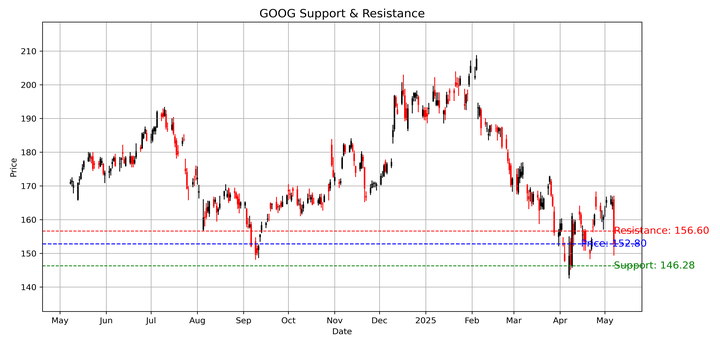 GOOG Support & Resistance
Price
210
200
190
180
170
160
150
140
Resistance: 156.60
Price: 152.80
Support: 146.28
May Jun Jul Aug Sep Oct Nov Dec 2025 Feb Mar Apr May
Date